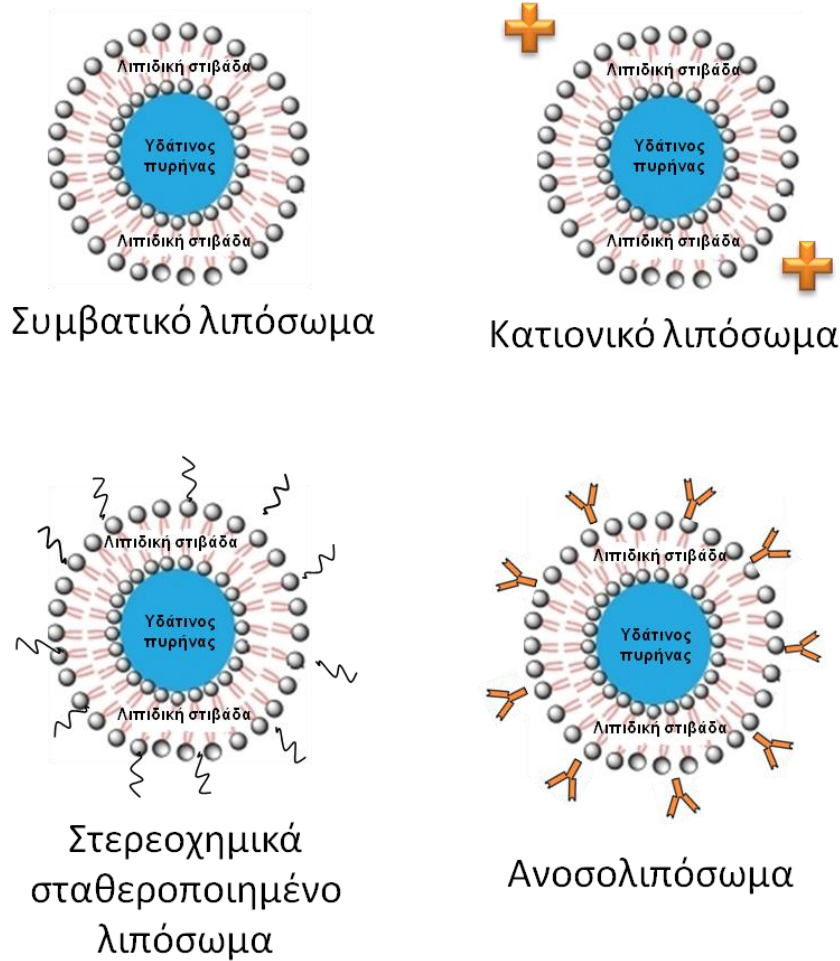 Λιπιδική στιβάδα
Υδάτινος
πυρήνας
Λιπιδική στιβάδα
Συμβατικό λιπόσωμα
Λιπιδική στιβάδα
Υδάτινος
πυρήνας
Λιπιδική στιβάδα
Κατιονικό λιπόσωμα
Λιπιδική στιβάδα
Υδάτινος
πυρήνας
Λιπιδική στιβάδα
Στερεοχημικά
σταθεροποιημένο
λιπόσωμα
Λιπιδική στιβάδα
Υδάτινος
πυρήνας
Λιπιδική στιβάδα
Ανοσολιπόσωμα